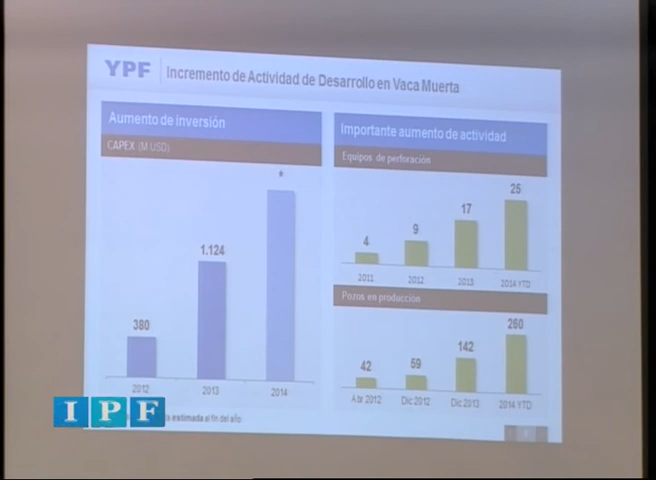 YPF Incremento de Actividad de Desarrollo en Vaca Muerta
Aumento de inversión
CAPEX (M USD)
*
1.124
380
2012 2013 2014
Importante aumento de actividad
Equipos de perforación
4 9 17 25
2011 2012 2013 2014 YTD
Pozos en producción
42 59 142 260
Abr 2012 Dic 2012 Dic 2013 2014 YTD
estimada al fin del año
IPF